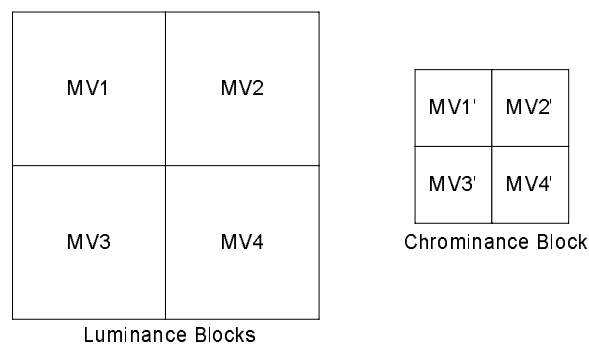 MV1 MV2
MV3 MV4
Luminance Blocks
MV1' MV2'
MV3' MV4'
Chrominance Block